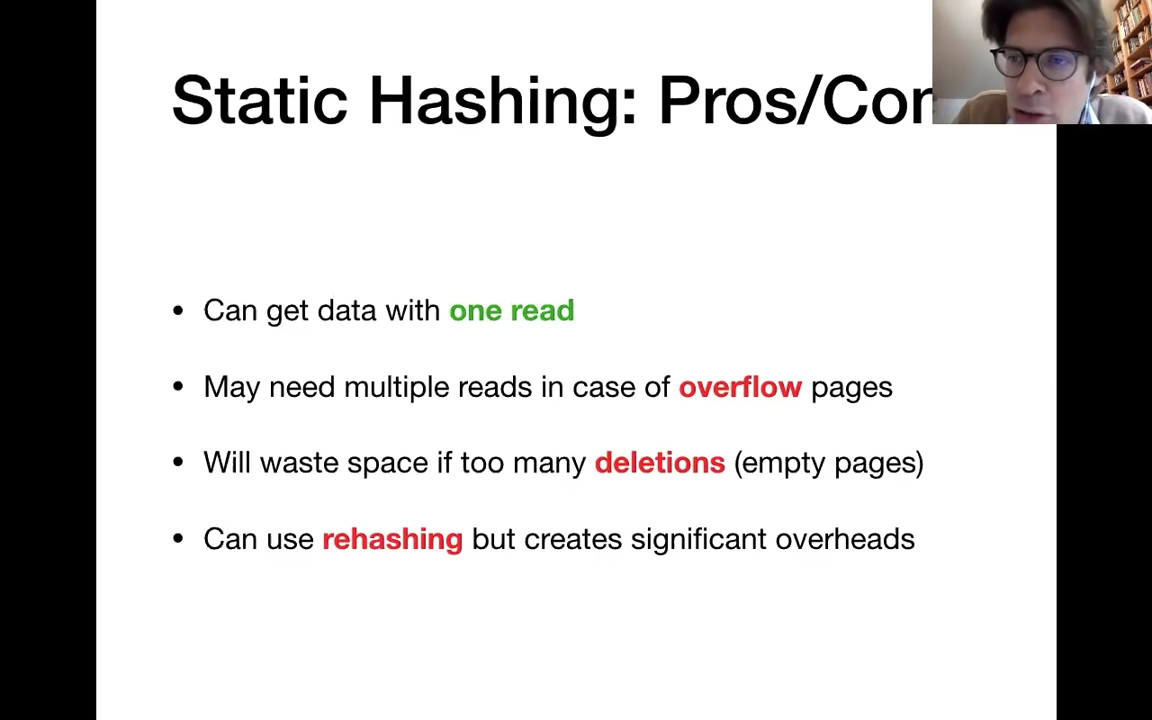 Static Hashing: Pros/Con
• Can get data with one read
• May need multiple reads in case of overflow pages
• Will waste space if too many deletions (empty pages)
• Can use rehashing but creates significant overheads